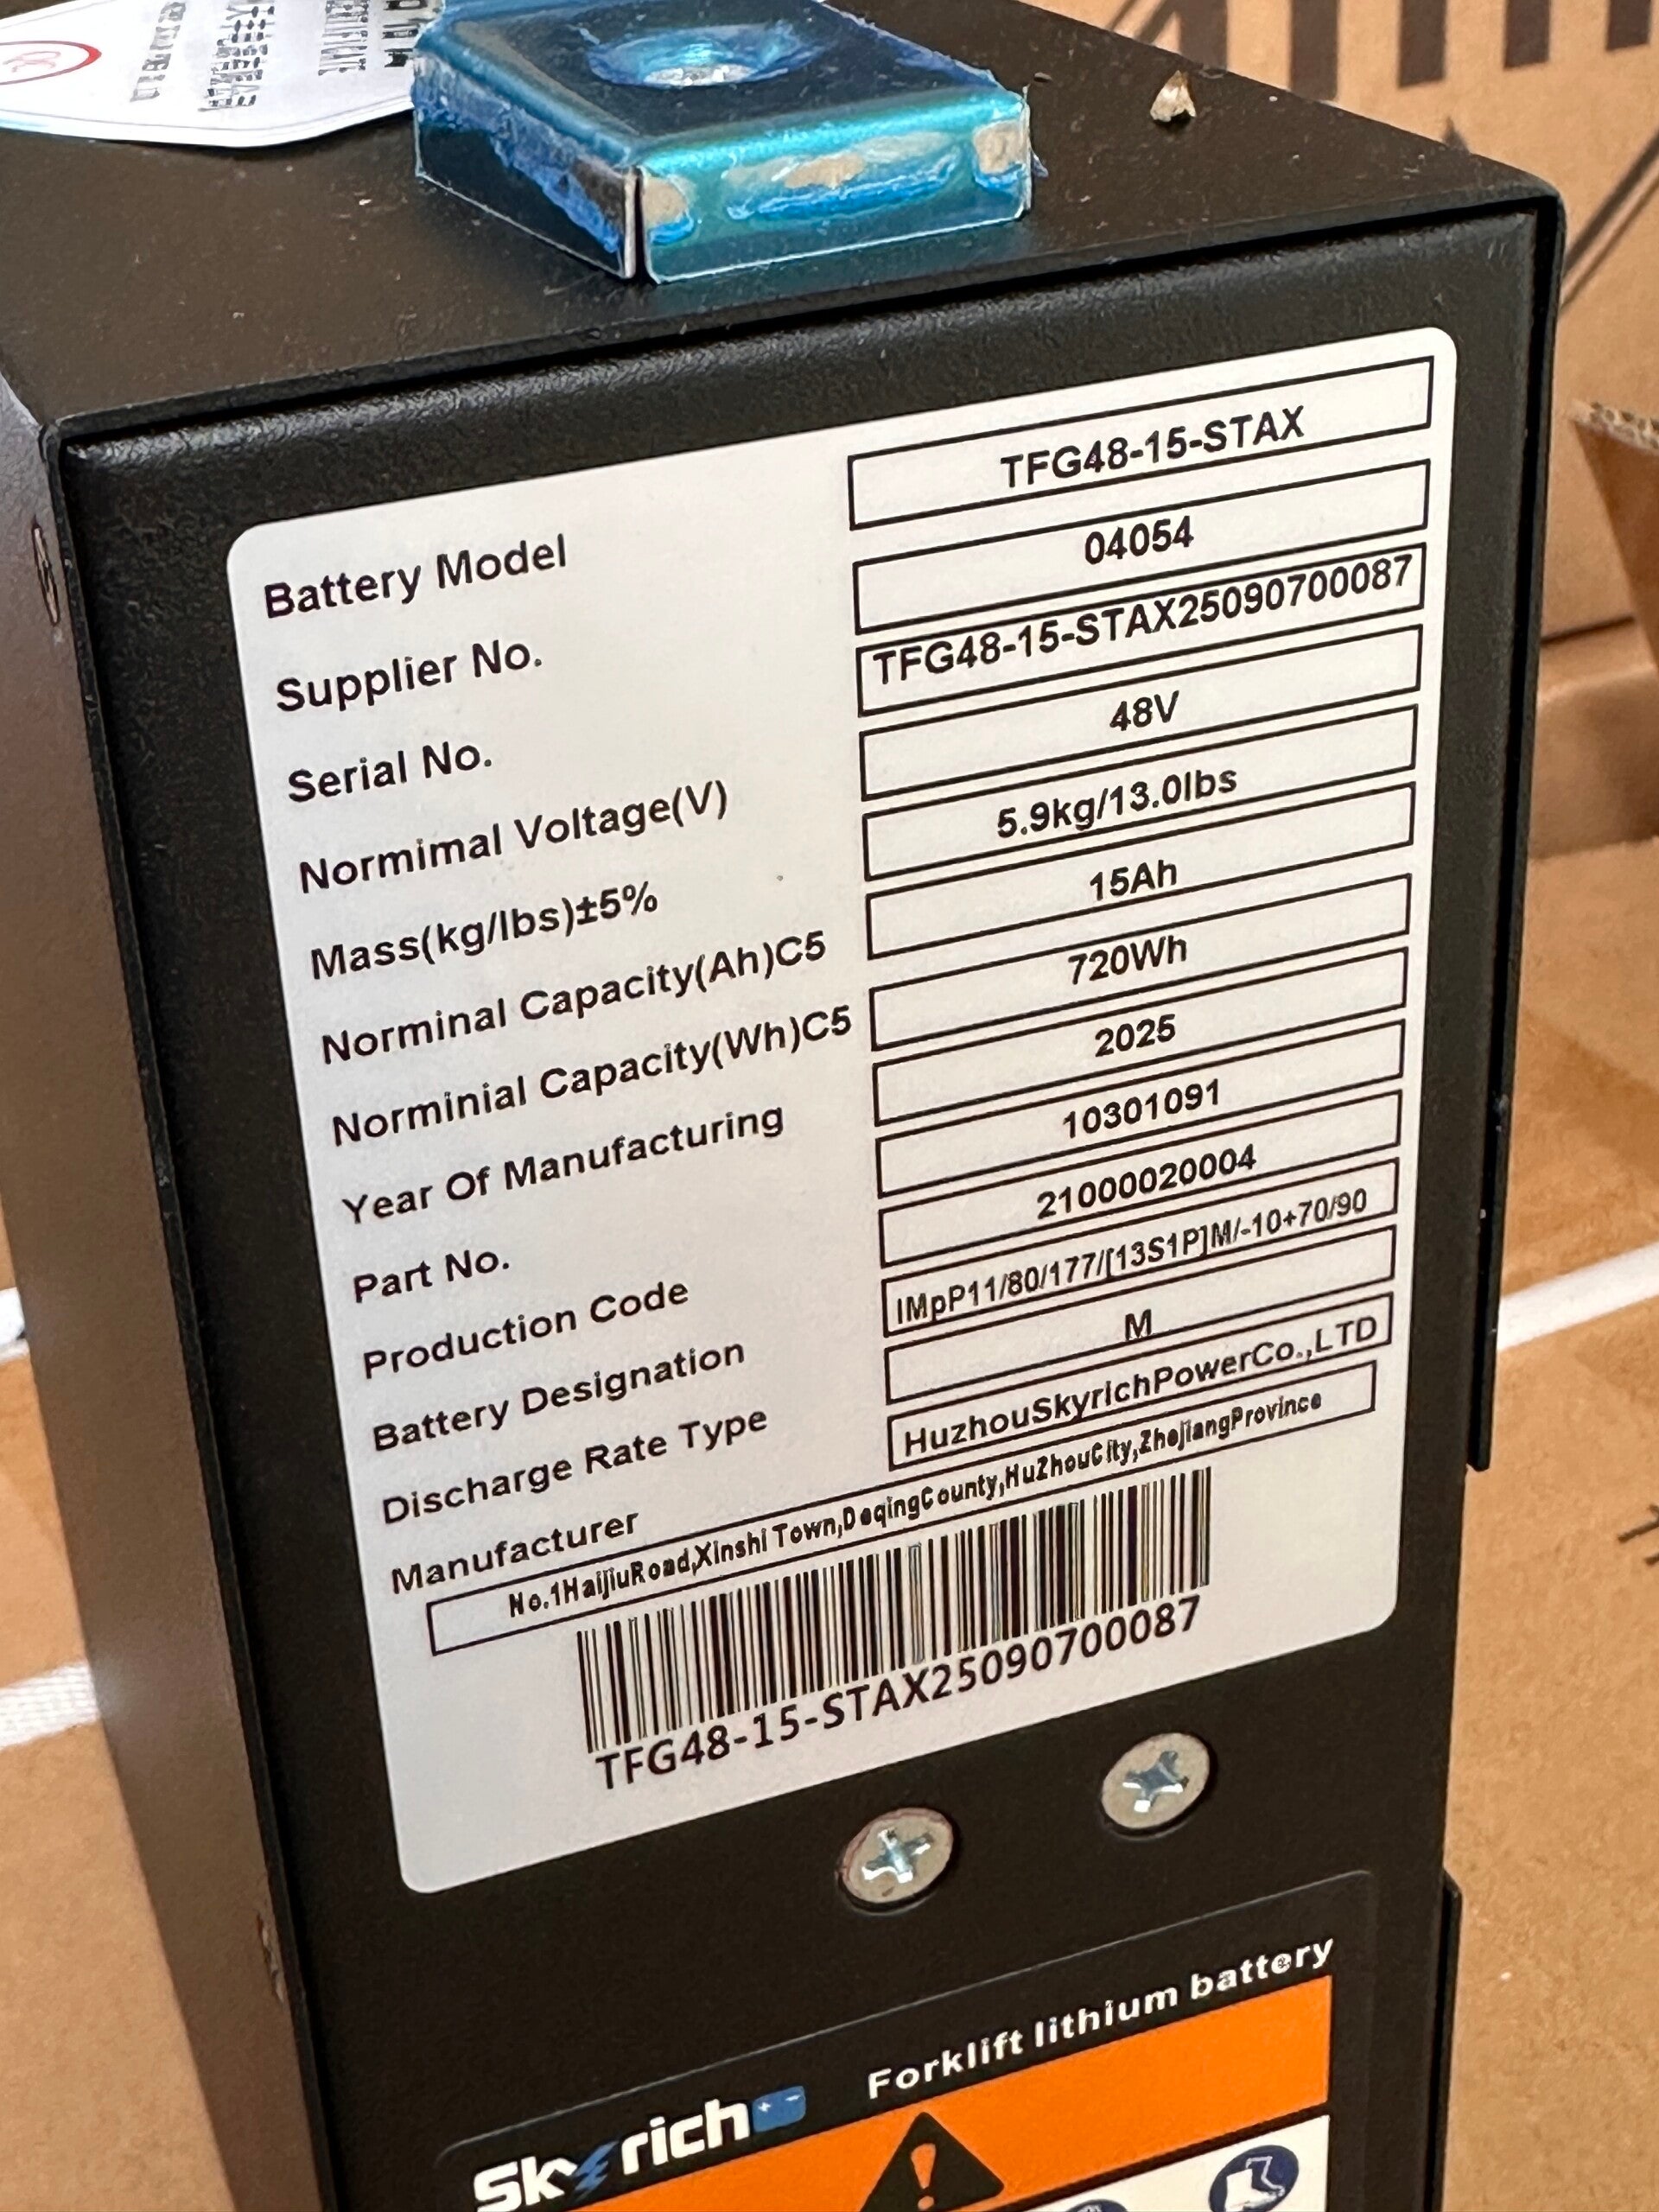 Battery Model TFG48-15-STAX
Supplier No. 04054
Serial No. TFG48-15-STAX25090700087
Normimal Voltage(V) 48V
Mass(kg/lbs)±5% 5.9kg/13.0lbs
Norminal Capacity(Ah)C5 15Ah
Norminial Capacity(Wh)C5 720Wh
Year Of Manufacturing 2025
Part No. 10301091
Production Code 21000020004
Battery Designation IMpP11/80/177/[13S1P]M/-10+70/90
Discharge Rate Type M
Manufacturer HuzhouSkyrichPowerCo.,LTD
No.1HaijiuRoad,Xinshi Town,DeqingCounty,HuZhouCity,ZhejiangProvince
TFG48-15-STAX25090700087
Skyrich Forklift lithium battery